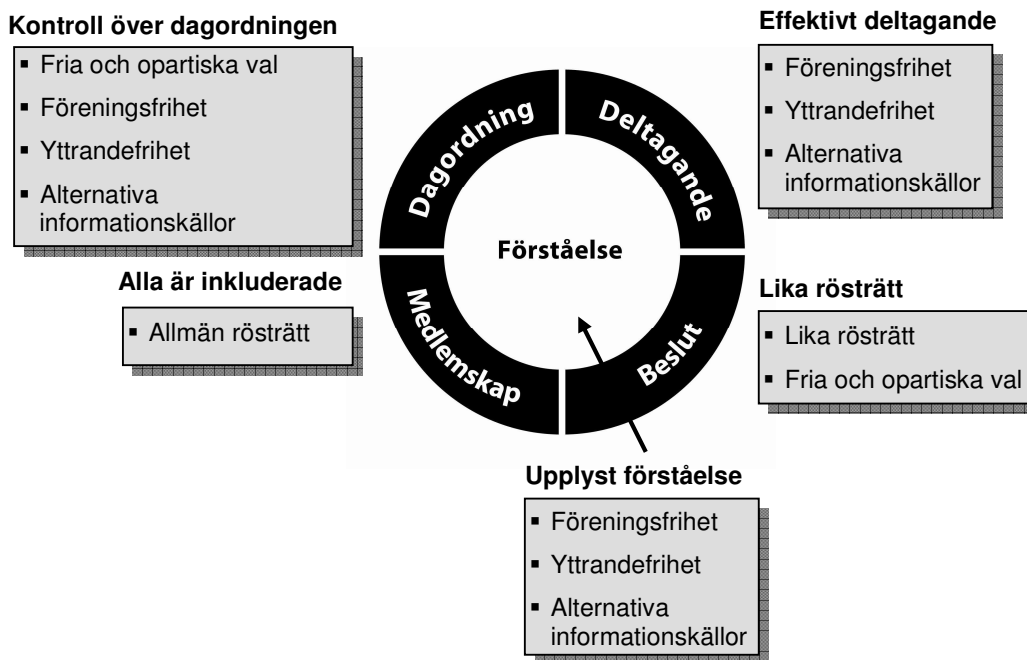 Kontroll över dagordningen
▪ Fria och opartiska val
▪ Föreningsfrihet
▪ Yttrandefrihet
▪ Alternativa
informationskällor
Effektivt deltagande
▪ Föreningsfrihet
▪ Yttrandefrihet
▪ Alternativa
informationskällor
Dagordning
Deltagande
Förståelse
Medlemskap
Beslut
Alla är inkluderade
▪ Allmän rösträtt
Lika rösträtt
▪ Lika rösträtt
▪ Fria och opartiska val
Upplyst förståelse
▪ Föreningsfrihet
▪ Yttrandefrihet
▪ Alternativa
informationskällor